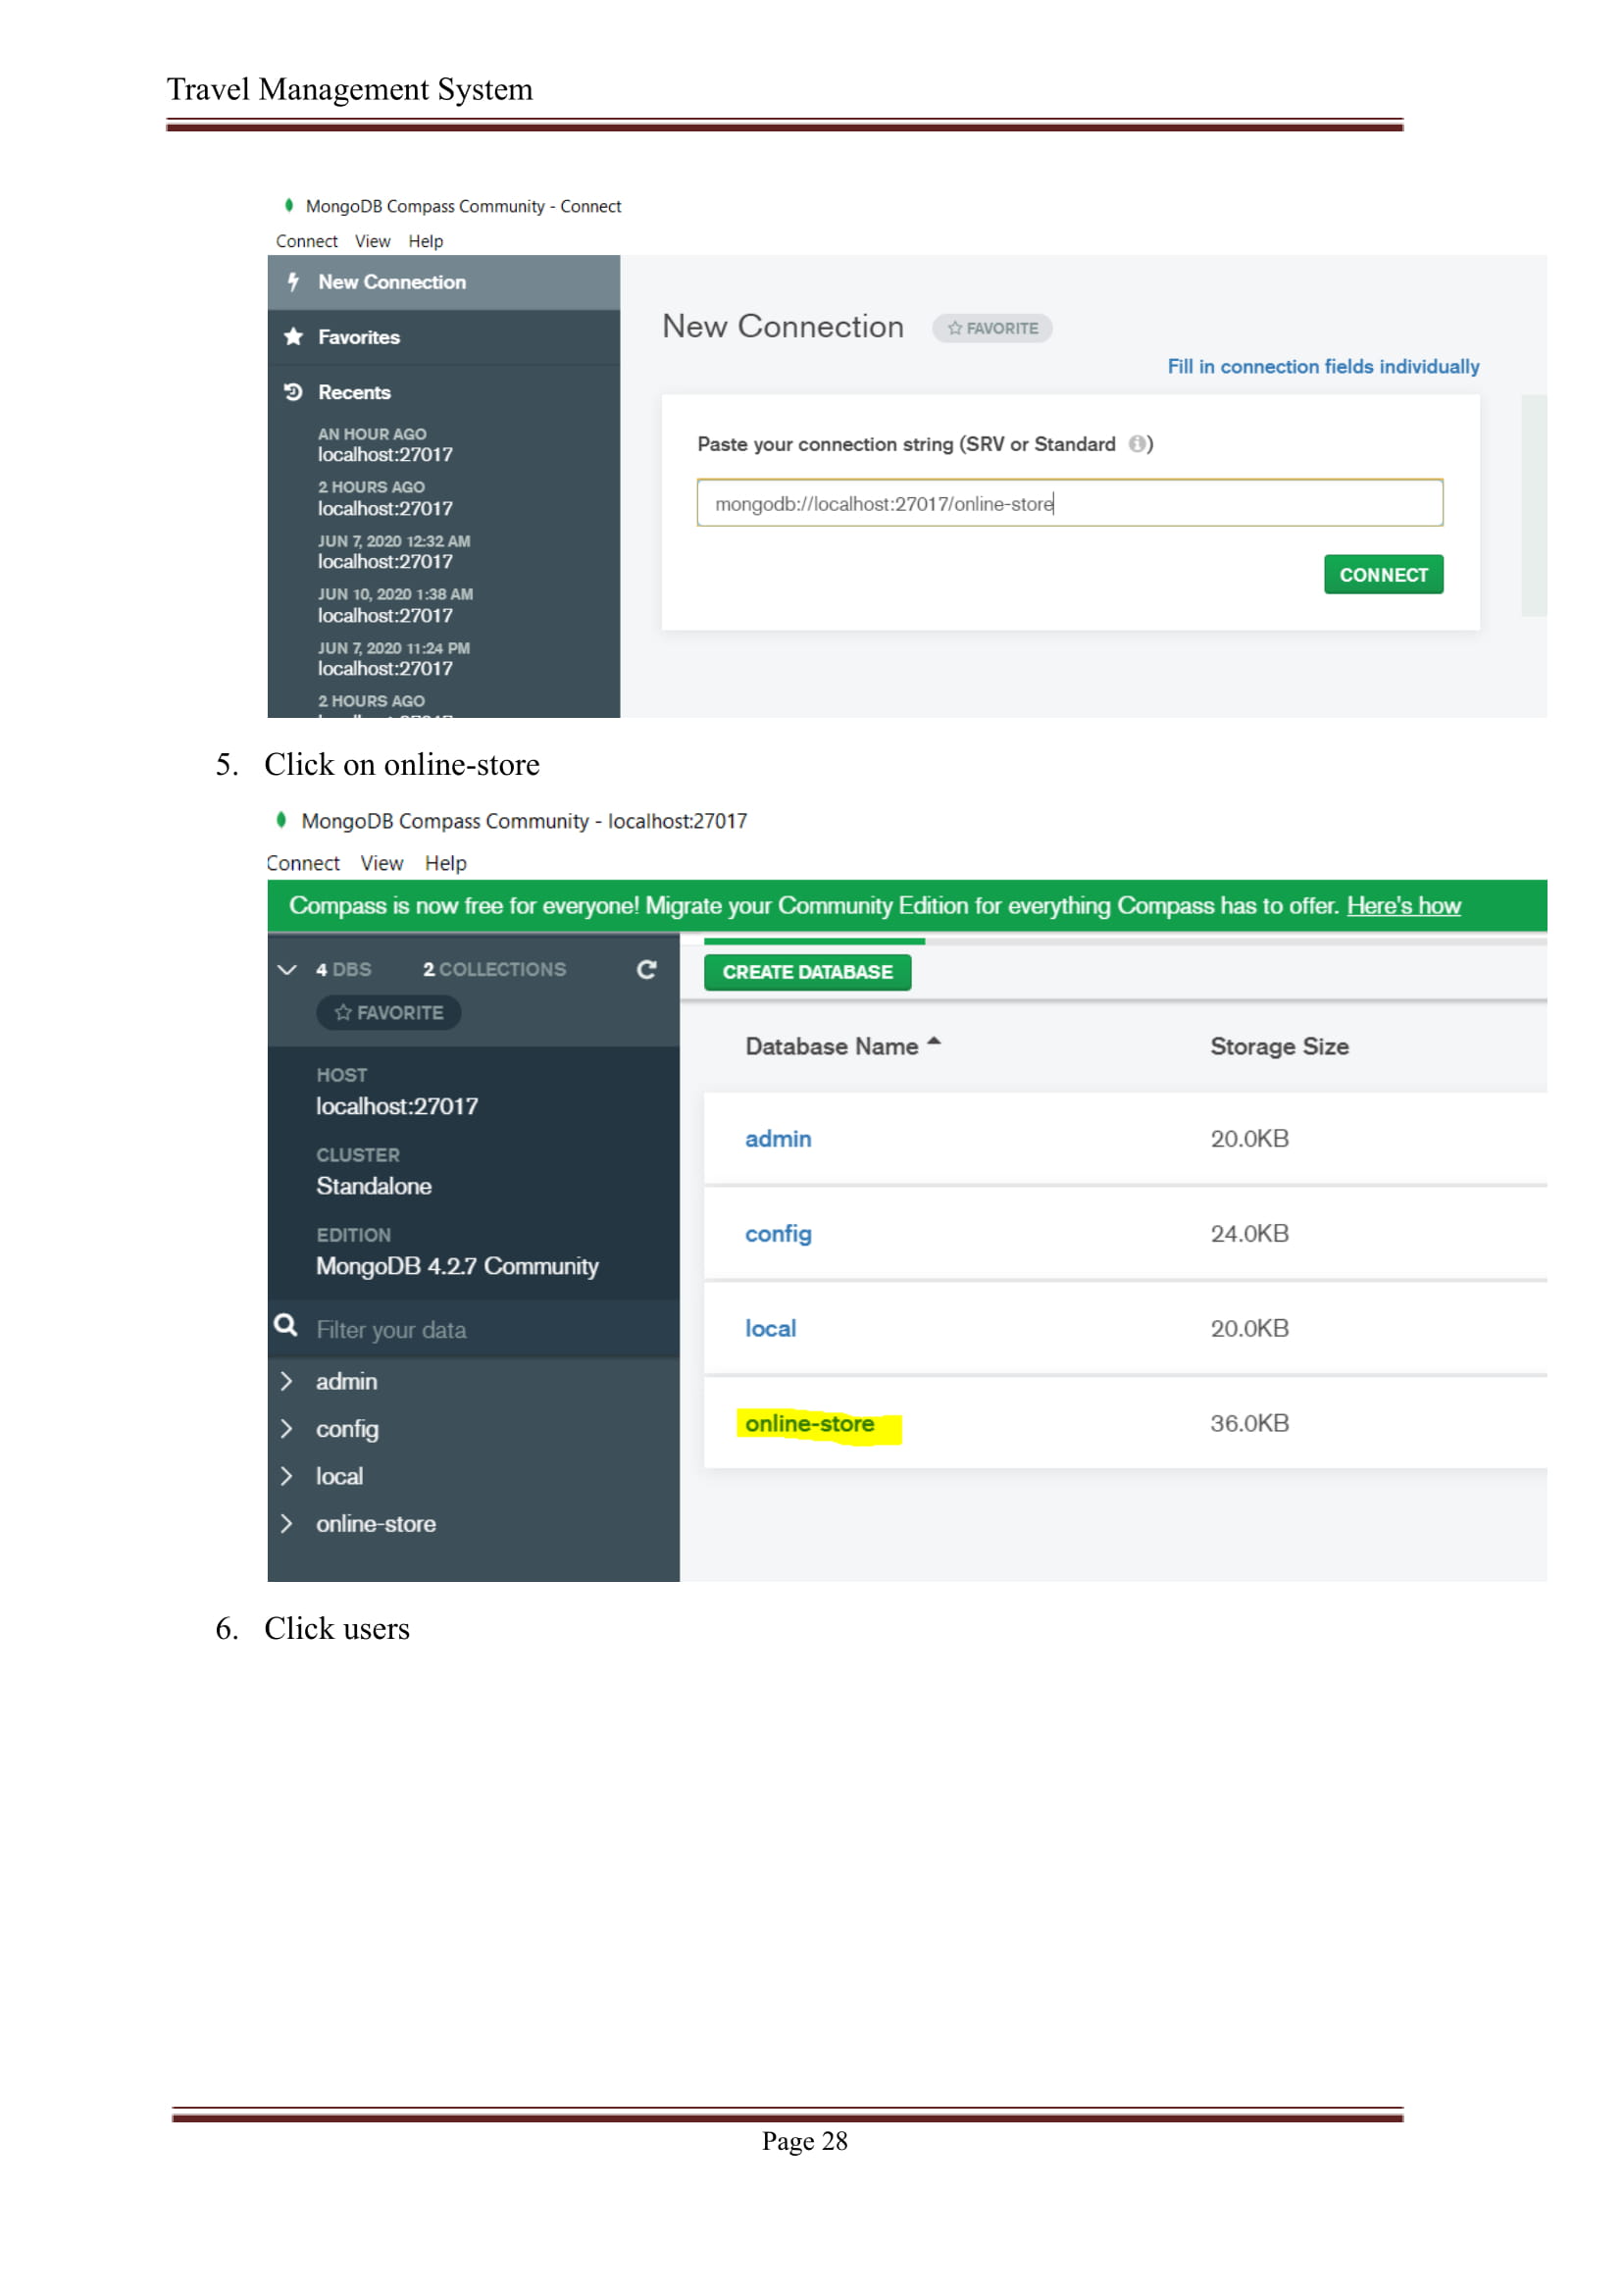 Travel Management System
MongoDB Compass Community - Connect
Connect View Help
New Connection
Favorites
Recents
AN HOUR AGO
localhost:27017
2 HOURS AGO
localhost:27017
JUN 7, 2020 12:32 AM
localhost:27017
JUN 10, 2020 1:38 AM
localhost:27017
JUN 7, 2020 11:24 PM
localhost:27017
2 HOURS AGO
New Connection FAVORITE
Fill in connection fields individually
Paste your connection string (SRV or Standard )
mongodb://localhost:27017/online-store
CONNECT
5. Click on online-store
MongoDB Compass Community - localhost:27017
Connect View Help
Compass is now free for everyone! Migrate your Community Edition for everything Compass has to offer. Here's how
4 DBS 2 COLLECTIONS
FAVORITE
HOST
localhost:27017
CLUSTER
Standalone
EDITION
MongoDB 4.2.7 Community
Filter your data
admin
config
local
online-store
CREATE DATABASE
Database Name Storage Size
admin 20.0KB
config 24.0KB
local 20.0KB
online-store 36.0KB
6. Click users
Page 28